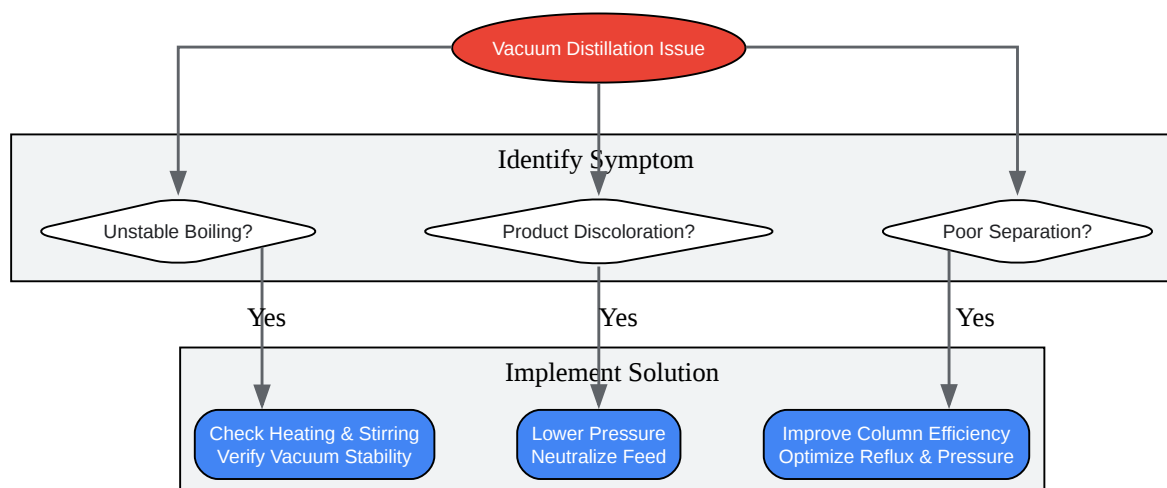 Vacuum Distillation Issue
Identify Symptom
Unstable Boiling?
Product Discoloration?
Poor Separation?
Yes
Yes
Yes
Implement Solution
Check Heating & Stirring
Verify Vacuum Stability
Lower Pressure
Neutralize Feed
Improve Column Efficiency
Optimize Reflux & Pressure